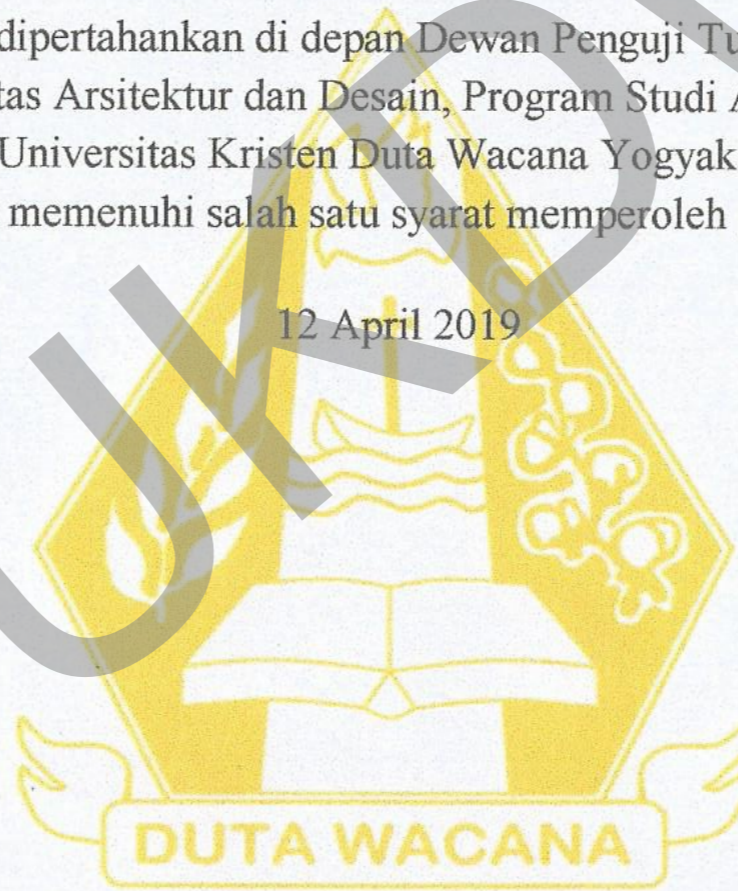 dipertahankan di depan Dewan Penguji Tu
tas Arsitektur dan Desain, Program Studi A
Universitas Kristen Duta Wacana Yogyak
memenuhi salah satu syarat memperoleh
12 April 2019
UKDW
DUTA WACANA